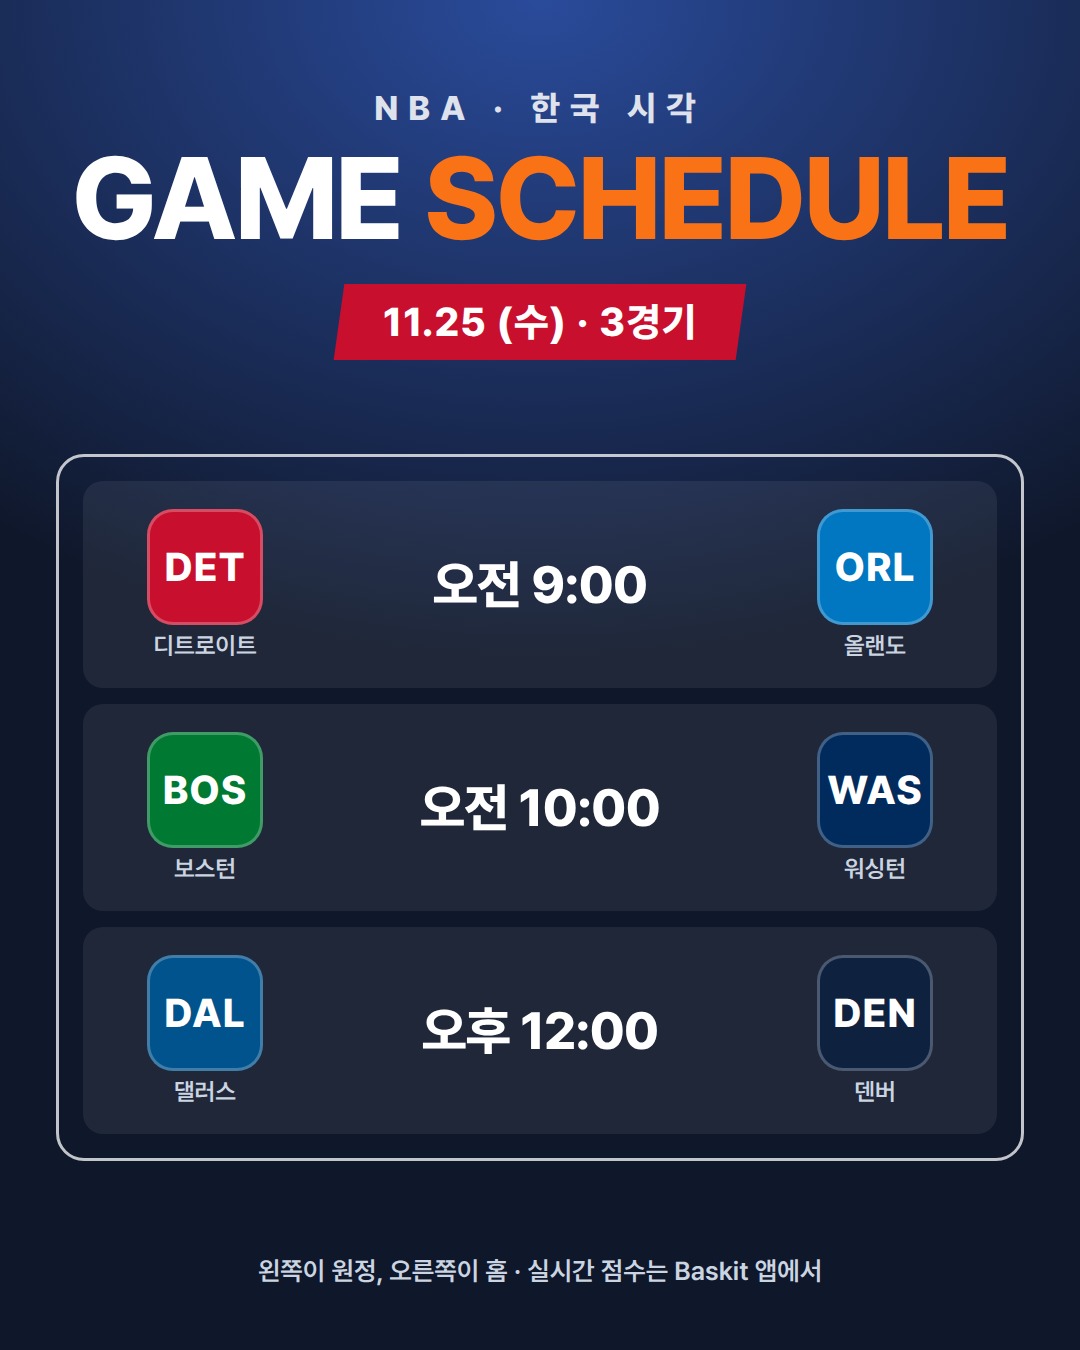 NBA · 한국 시각
GAME SCHEDULE
11.25 (수) · 3경기
DET
디트로이트
오전 9:00
ORL
올랜도
BOS
보스턴
오전 10:00
WAS
워싱턴
DAL
댈러스
오후 12:00
DEN
덴버
왼쪽이 원정, 오른쪽이 홈 · 실시간 점수는 Baskit 앱에서